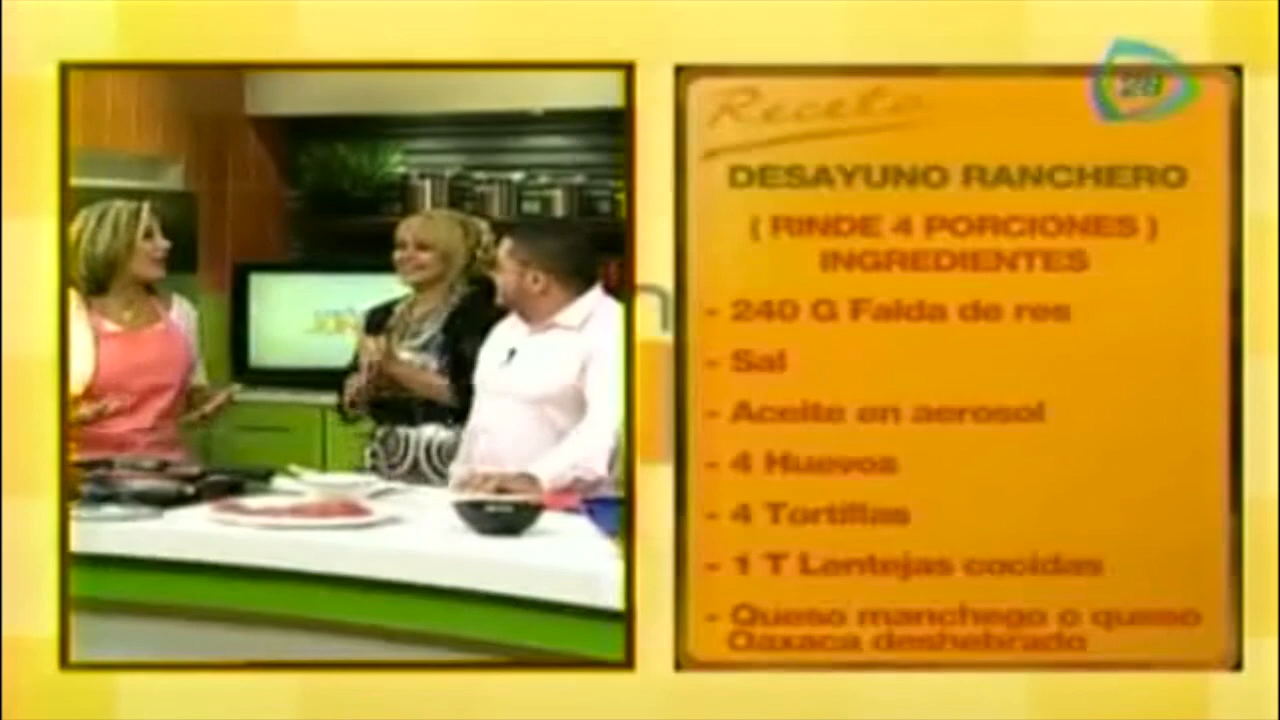 28
Receta
DESAYUNO RANCHERO
( RINDE 4 PORCIONES )
INGREDIENTES
- 240 G Falda de res
- Sal
- Aceite en aerosol
- 4 Huevos
- 4 Tortillas
- 1 T Lentejas cocidas
- Queso manchego o queso
Oaxaca deshebrado